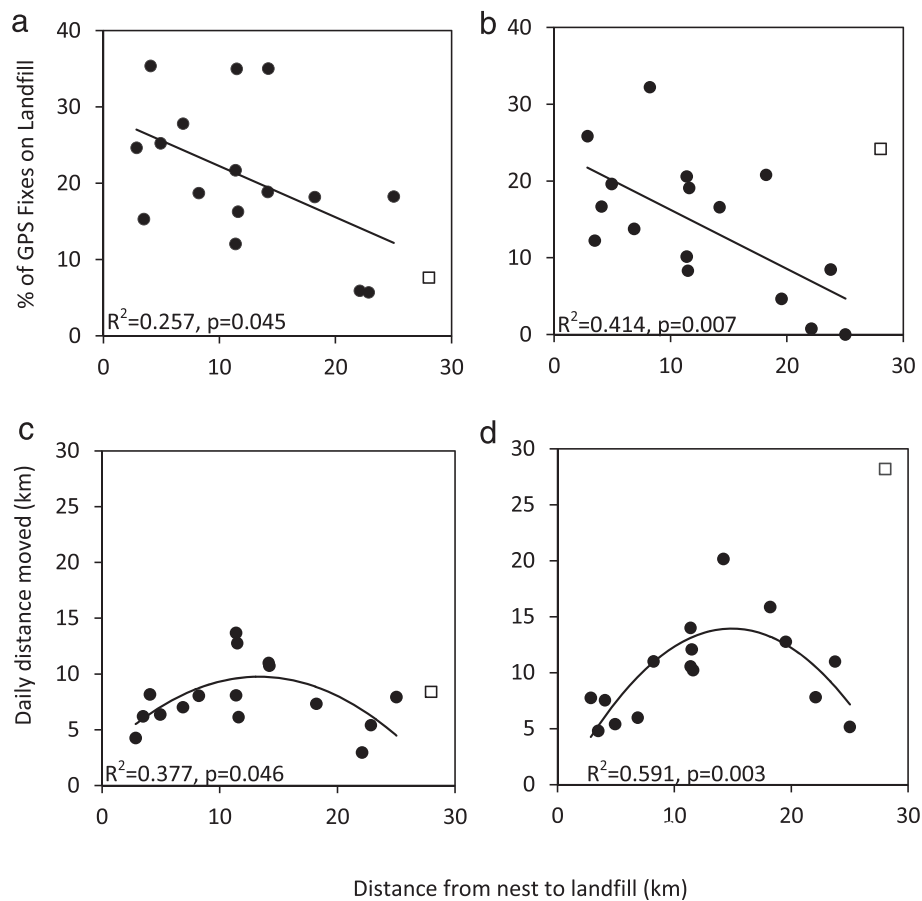 a
% of GPS Fixes on Landfill
40
30
20
10
0
R²=0.257, p=0.045
0 10 20 30
b
40
30
20
10
0
R²=0.414, p=0.007
0 10 20 30
c
Daily distance moved (km)
30
25
20
15
10
5
0
R²=0.377, p=0.046
0 10 20 30
d
30
25
20
15
10
5
0
R²=0.591, p=0.003
0 10 20 30
Distance from nest to landfill (km)